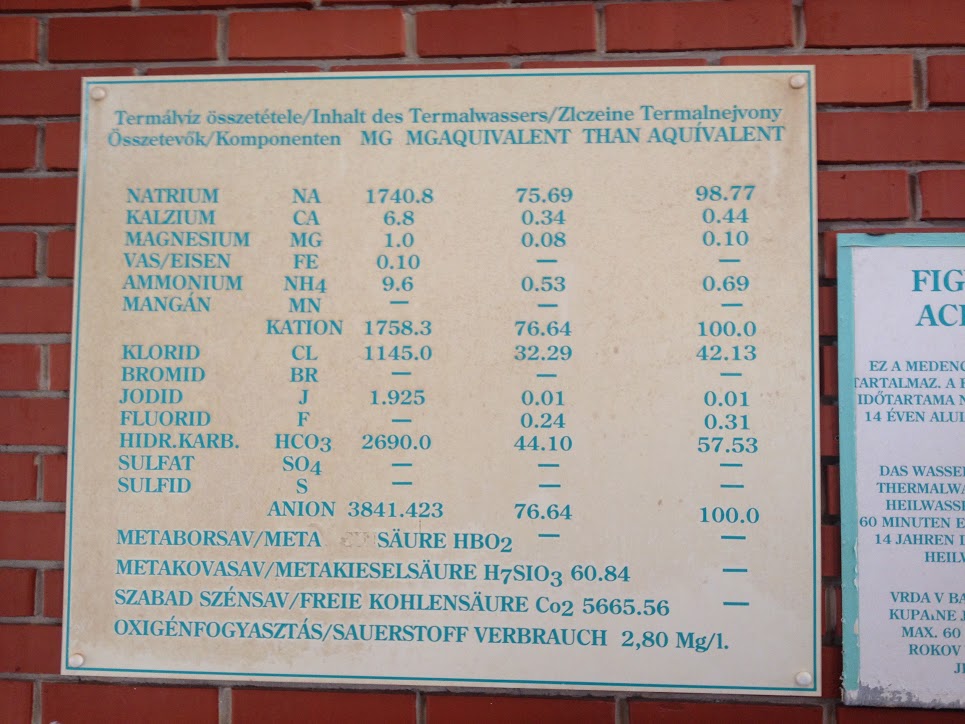 Termálvíz összetétele/Inhalt des Termalwassers/Zlczeine Termalnejvony
Összetevők/Komponenten MG MGAQUIVALENT THAN AQUÍVALENT
NATRIUM NA 1740.8 75.69 98.77
KALZIUM CA 6.8 0.34 0.44
MAGNESIUM MG 1.0 0.08 0.10
VAS/EISEN FE 0.10 — —
AMMONIUM NH4 9.6 0.53 0.69
MANGÁN MN — — —
KATION 1758.3 76.64 100.0
KLORID CL 1145.0 32.29 42.13
BROMID BR — — —
JODID J 1.925 0.01 0.01
FLUORID F — 0.24 0.31
HIDR.KARB. HCO3 2690.0 44.10 57.53
SULFAT SO4 — — —
SULFID S — — —
ANION 3841.423 76.64 100.0
METABORSAV/META SÄURE HBO2 — —
METAKOVASAV/METAKIESELSÄURE H7SIO3 60.84 —
SZABAD SZÉNSAV/FREIE KOHLENSÄURE Co2 5665.56 —
OXIGÉNFOGYASZTÁS/SAUERSTOFF VERBRAUCH 2,80 Mg/l.
FIG
ACI
EZ A MEDENC
TARTALMAZ. A
IDŐTARTAMA
14 ÉVEN ALUL
DAS WASSE
THERMALWA
HEILWASSE
60 MINUTEN E
14 JAHREN
HEILW
VRDA V BA
KUPAжNE
MAX. 60
ROKOV